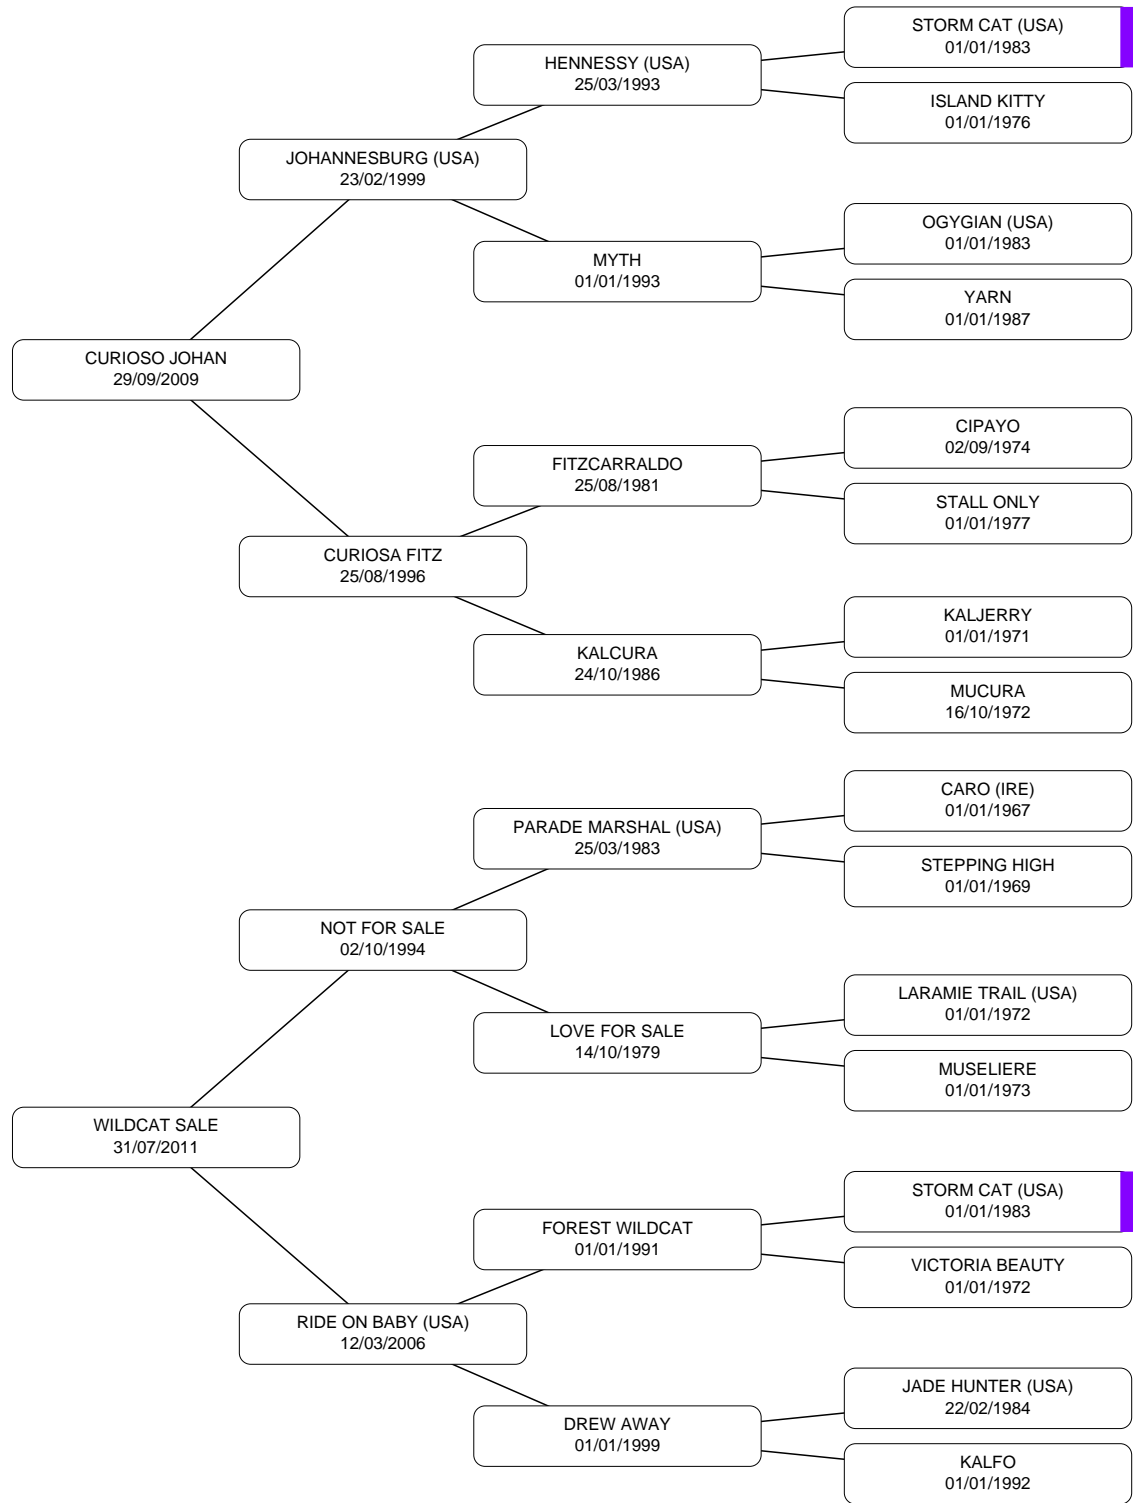 STORM CAT (USA)
01/01/1983
HENNESSY (USA)
25/03/1993
ISLAND KITTY
01/01/1976
JOHANNESBURG (USA)
23/02/1999
OGYGIAN (USA)
01/01/1983
MYTH
01/01/1993
YARN
01/01/1987
CURIOSO JOHAN
29/09/2009
CIPAYO
02/09/1974
FITZCARRALDO
25/08/1981
STALL ONLY
01/01/1977
CURIOSA FITZ
25/08/1996
KALJERRY
01/01/1971
KALCURA
24/10/1986
MUCURA
16/10/1972
CARO (IRE)
01/01/1967
PARADE MARSHAL (USA)
25/03/1983
STEPPING HIGH
01/01/1969
NOT FOR SALE
02/10/1994
LARAMIE TRAIL (USA)
01/01/1972
LOVE FOR SALE
14/10/1979
MUSELIERE
01/01/1973
WILDCAT SALE
31/07/2011
STORM CAT (USA)
01/01/1983
FOREST WILDCAT
01/01/1991
VICTORIA BEAUTY
01/01/1972
RIDE ON BABY (USA)
12/03/2006
JADE HUNTER (USA)
22/02/1984
DREW AWAY
01/01/1999
KALFO
01/01/1992